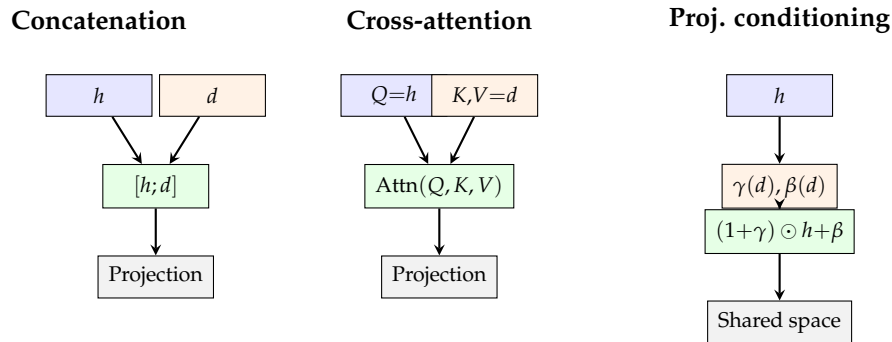 Concatenation
h
d
[h; d]
Projection
Cross-attention
Q=h
K,V=d
Attn(Q, K, V)
Projection
Proj. conditioning
h
γ(d), β(d)
(1+γ) ⊙ h+β
Shared space